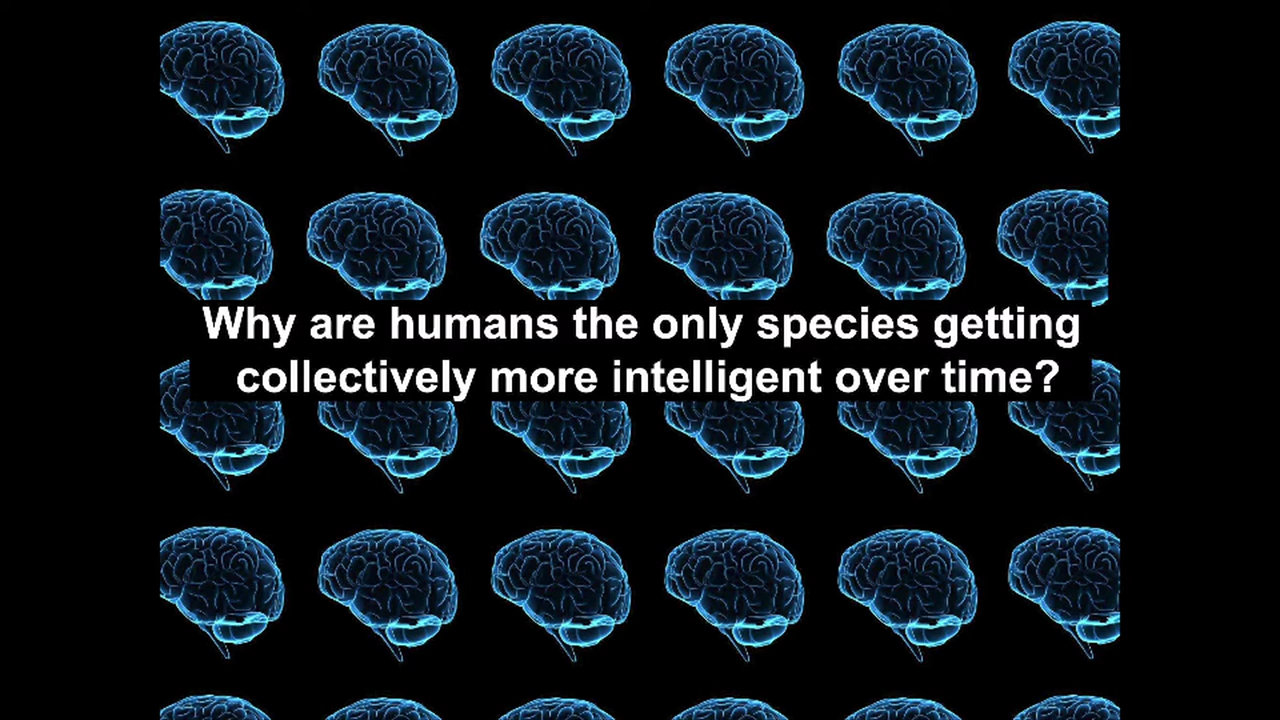 Why are humans the only species getting
collectively more intelligent over time?